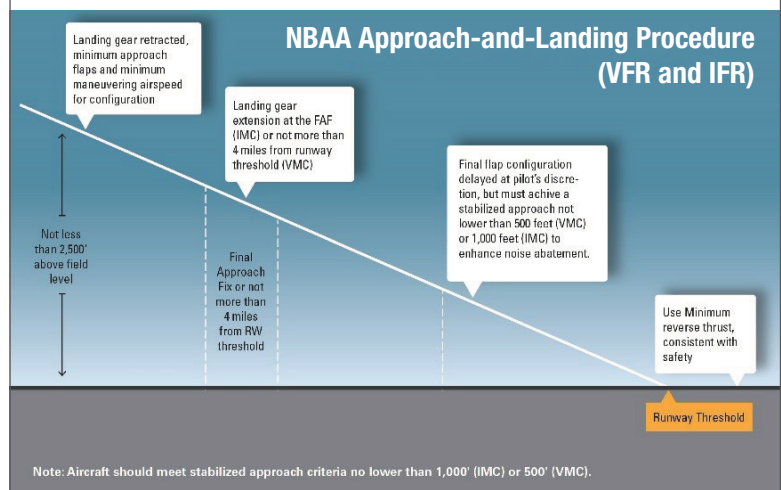 NBAA Approach-and-Landing Procedure
(VFR and IFR)
Landing gear retracted,
minimum approach
flaps and minimum
maneuvering airspeed
for configuration
Landing gear
extension at the FAF
(IMC) or not more than
4 miles from runway
threshold (VMC)
Final flap configuration
delayed at pilot's discre-
tion, but must achive a
stabilized approach not
lower than 500 feet (VMC)
or 1,000 feet (IMC) to
enhance noise abatement.
Not less
than 2,500'
above field
level
Final
Approach
Fix or not
more than
4 miles
from RW
threshold
Use Minimum
reverse thrust,
consistent with
safety
Runway Threshold
Note: Aircraft should meet stabilized approach criteria no lower than 1,000' (IMC) or 500' (VMC).